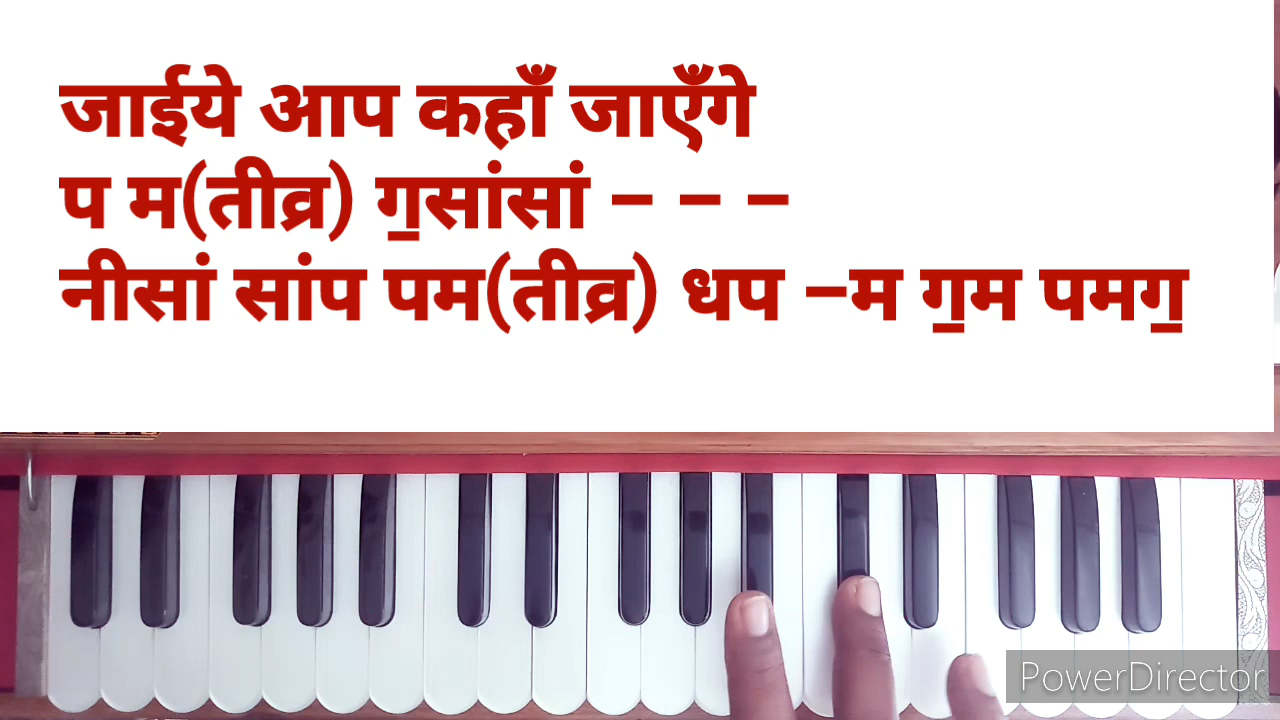 जाईये आप कहाँ जाएँगे
प म(तीव्र) ग॒सांसां – – –
नीसां सांप पम(तीव्र) धप –म ग॒म पमग॒
PowerDirector